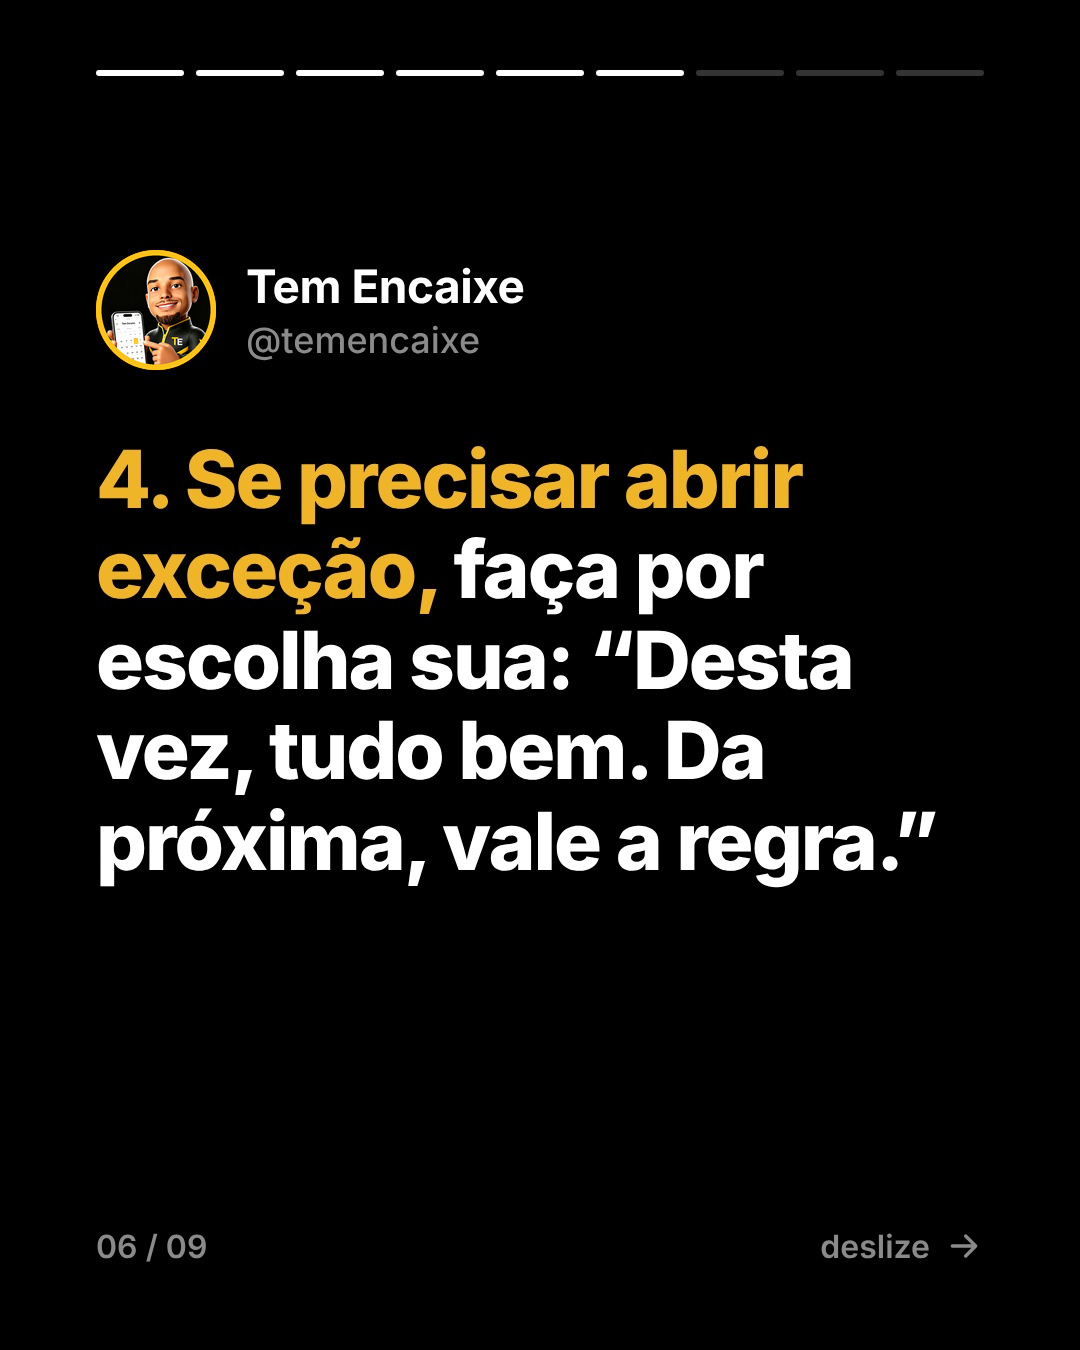 Tem Encaixe
@temencaixe
4. Se precisar abrir
exceção, faça por
escolha sua: “Desta
vez, tudo bem. Da
próxima, vale a regra.”
06 / 09
deslize →